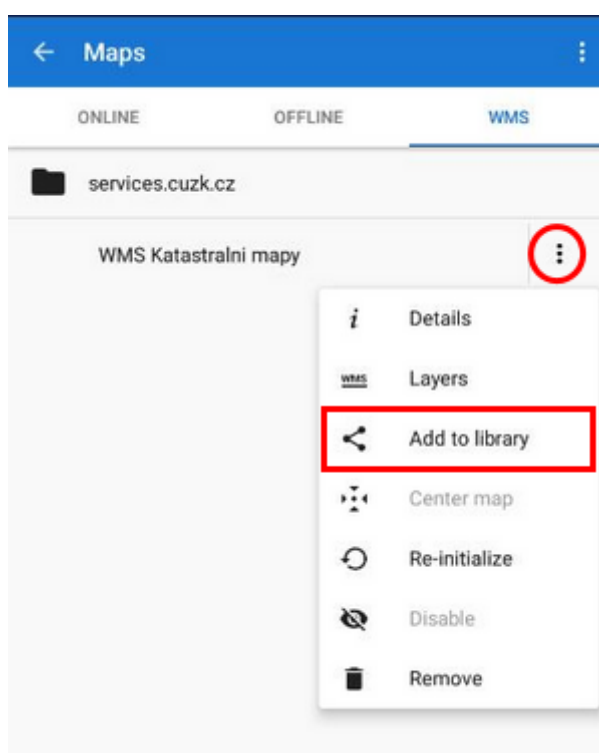 Maps
ONLINE OFFLINE WMS
services.cuzk.cz
WMS Katastralni mapy
i Details
WMS Layers
Add to library
Center map
Re-initialize
Disable
Remove